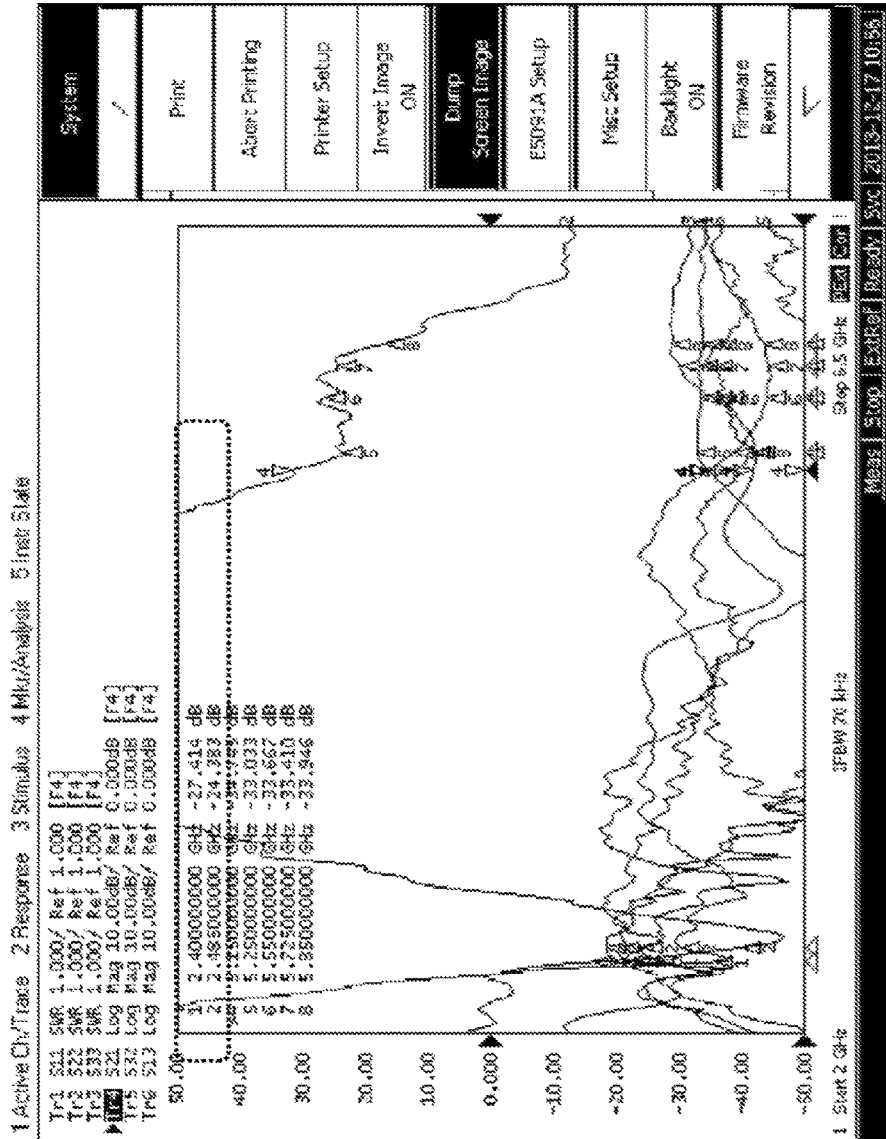 1 Active Ch/Trace 2 Response 3 Stimulus 4 Mkr/Analysis 5 Instr State
Tr1 S11 SWR 1.000/ Ref 1.000 [F4]
Tr2 S22 SWR 1.000/ Ref 1.000 [F4]
Tr3 S33 SWR 1.000/ Ref 1.000 [F4]
Tr4 S21 Log Mag 10.00dB/ Ref 0.000dB [F4]
Tr5 S32 Log Mag 10.00dB/ Ref 0.000dB [F4]
Tr6 S13 Log Mag 10.00dB/ Ref 0.000dB [F4]
50.00
1 2.400000000 GHz -27.414 dB
2 2.485000000 GHz -24.383 dB
GHz dB
5 5.250000000 GHz -33.033 dB
6 5.550000000 GHz -33.667 dB
7 5.725000000 GHz -33.410 dB
8 5.850000000 GHz -33.946 dB
40.00
30.00
20.00
10.00
0.000
-10.00
-20.00
-30.00
-40.00
-50.00
1 Start 2 GHz IFBW 70 kHz Stop 6.5 GHz Cor
Meas Stop ExtRef Ready Svc 2013-12-17 10:56
System
Print
Abort Printing
Printer Setup
Invert Image
ON
Dump
Screen Image
E5091A Setup
Misc Setup
Backlight
ON
Firmware
Revision